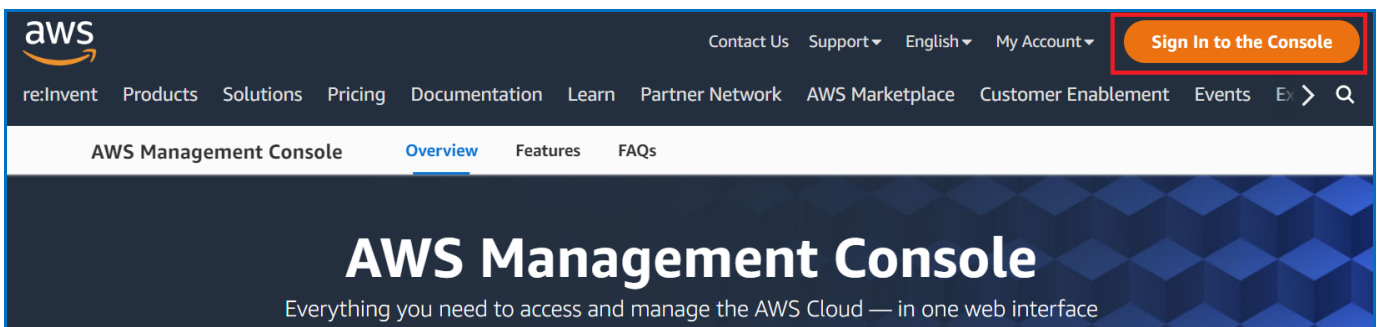 aws
Contact Us Support English My Account Sign In to the Console
re:Invent Products Solutions Pricing Documentation Learn Partner Network AWS Marketplace Customer Enablement Events Ex
AWS Management Console Overview Features FAQs
AWS Management Console
Everything you need to access and manage the AWS Cloud — in one web interface